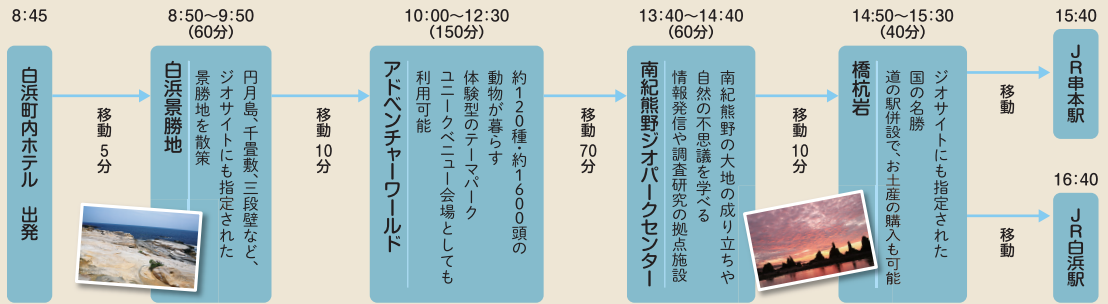 8:45
白浜町内ホテル　出発
移動5分
8:50～9:50
(60分)
白浜景勝地
円月島、千畳敷、三段壁など、
ジオサイトにも指定された
景勝地を散策
移動10分
10:00～12:30
(150分)
アドベンチャーワールド
約120種・約1600頭の
動物が暮らす
体験型のテーマパーク
ユニークベニュー会場としても
利用可能
移動70分
13:40～14:40
(60分)
南紀熊野ジオパークセンター
南紀熊野の大地の成り立ちや
自然の不思議を学べる
情報発信や調査研究の拠点施設
移動10分
14:50～15:30
(40分)
橋杭岩
ジオサイトにも指定された
国の名勝
道の駅併設で、お土産の購入も可能
移動
15:40
JR串本駅
移動
16:40
JR白浜駅